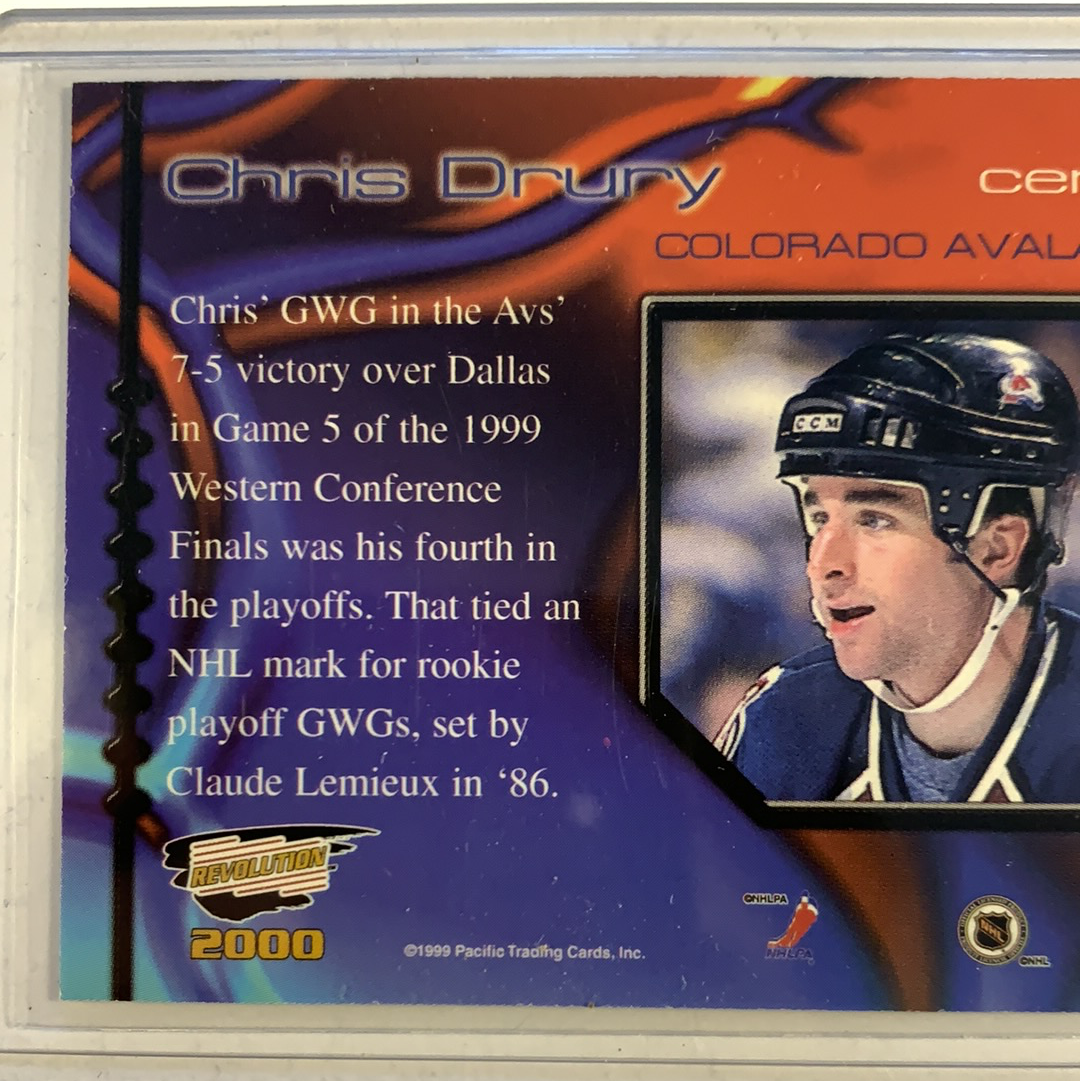 Chris Drury
cen
COLORADO AVALA
Chris' GWG in the Avs'
7-5 victory over Dallas
in Game 5 of the 1999
Western Conference
Finals was his fourth in
the playoffs. That tied an
NHL mark for rookie
playoff GWGs, set by
Claude Lemieux in '86.
CCM
REVOLUTION
2000
©1999 Pacific Trading Cards, Inc.
©NHLPA
NHLPA
NHL
©NHL